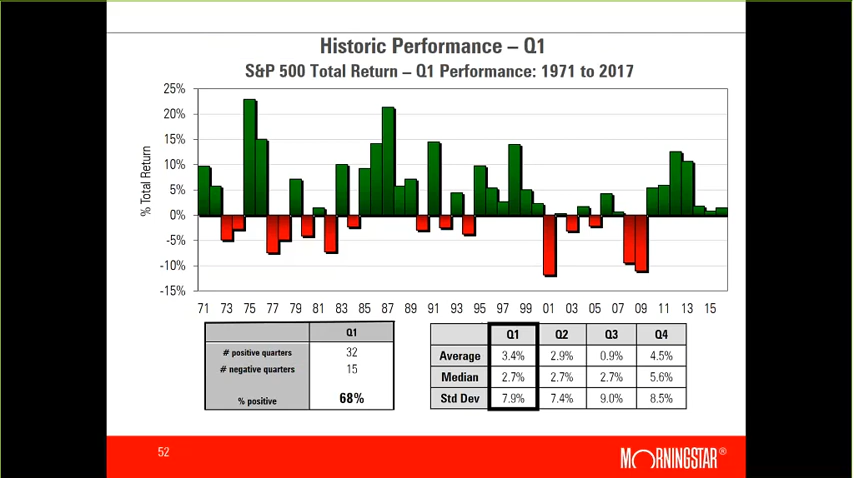 Historic Performance – Q1
S&P 500 Total Return – Q1 Performance: 1971 to 2017
25%
20%
15%
10%
5%
0%
-5%
-10%
-15%
% Total Return
71 73 75 77 79 81 83 85 87 89 91 93 95 97 99 01 03 05 07 09 11 13 15
Q1
# positive quarters 32
# negative quarters 15
% positive 68%
Q1 Q2 Q3 Q4
Average 3.4% 2.9% 0.9% 4.5%
Median 2.7% 2.7% 2.7% 5.6%
Std Dev 7.9% 7.4% 9.0% 8.5%
52
MORNINGSTAR®